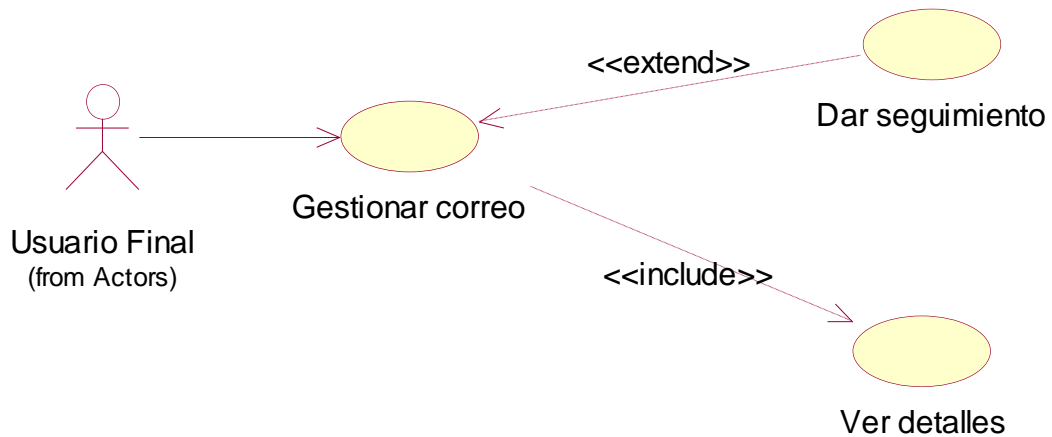 <<extend>>
Dar seguimiento
Gestionar correo
Usuario Final
(from Actors)
<<include>>
Ver detalles